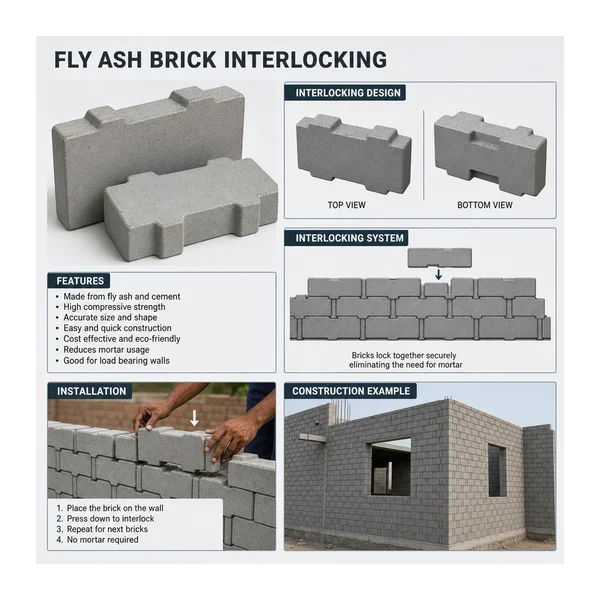 FLY ASH BRICK INTERLOCKING
INTERLOCKING DESIGN
TOP VIEW
BOTTOM VIEW
INTERLOCKING SYSTEM
Bricks lock together securely
eliminating the need for mortar
FEATURES
• Made from fly ash and cement
• High compressive strength
• Accurate size and shape
• Easy and quick construction
• Cost effective and eco-friendly
• Reduces mortar usage
• Good for load bearing walls
INSTALLATION
1. Place the brick on the wall
2. Press down to interlock
3. Repeat for next bricks
4. No mortar required
CONSTRUCTION EXAMPLE